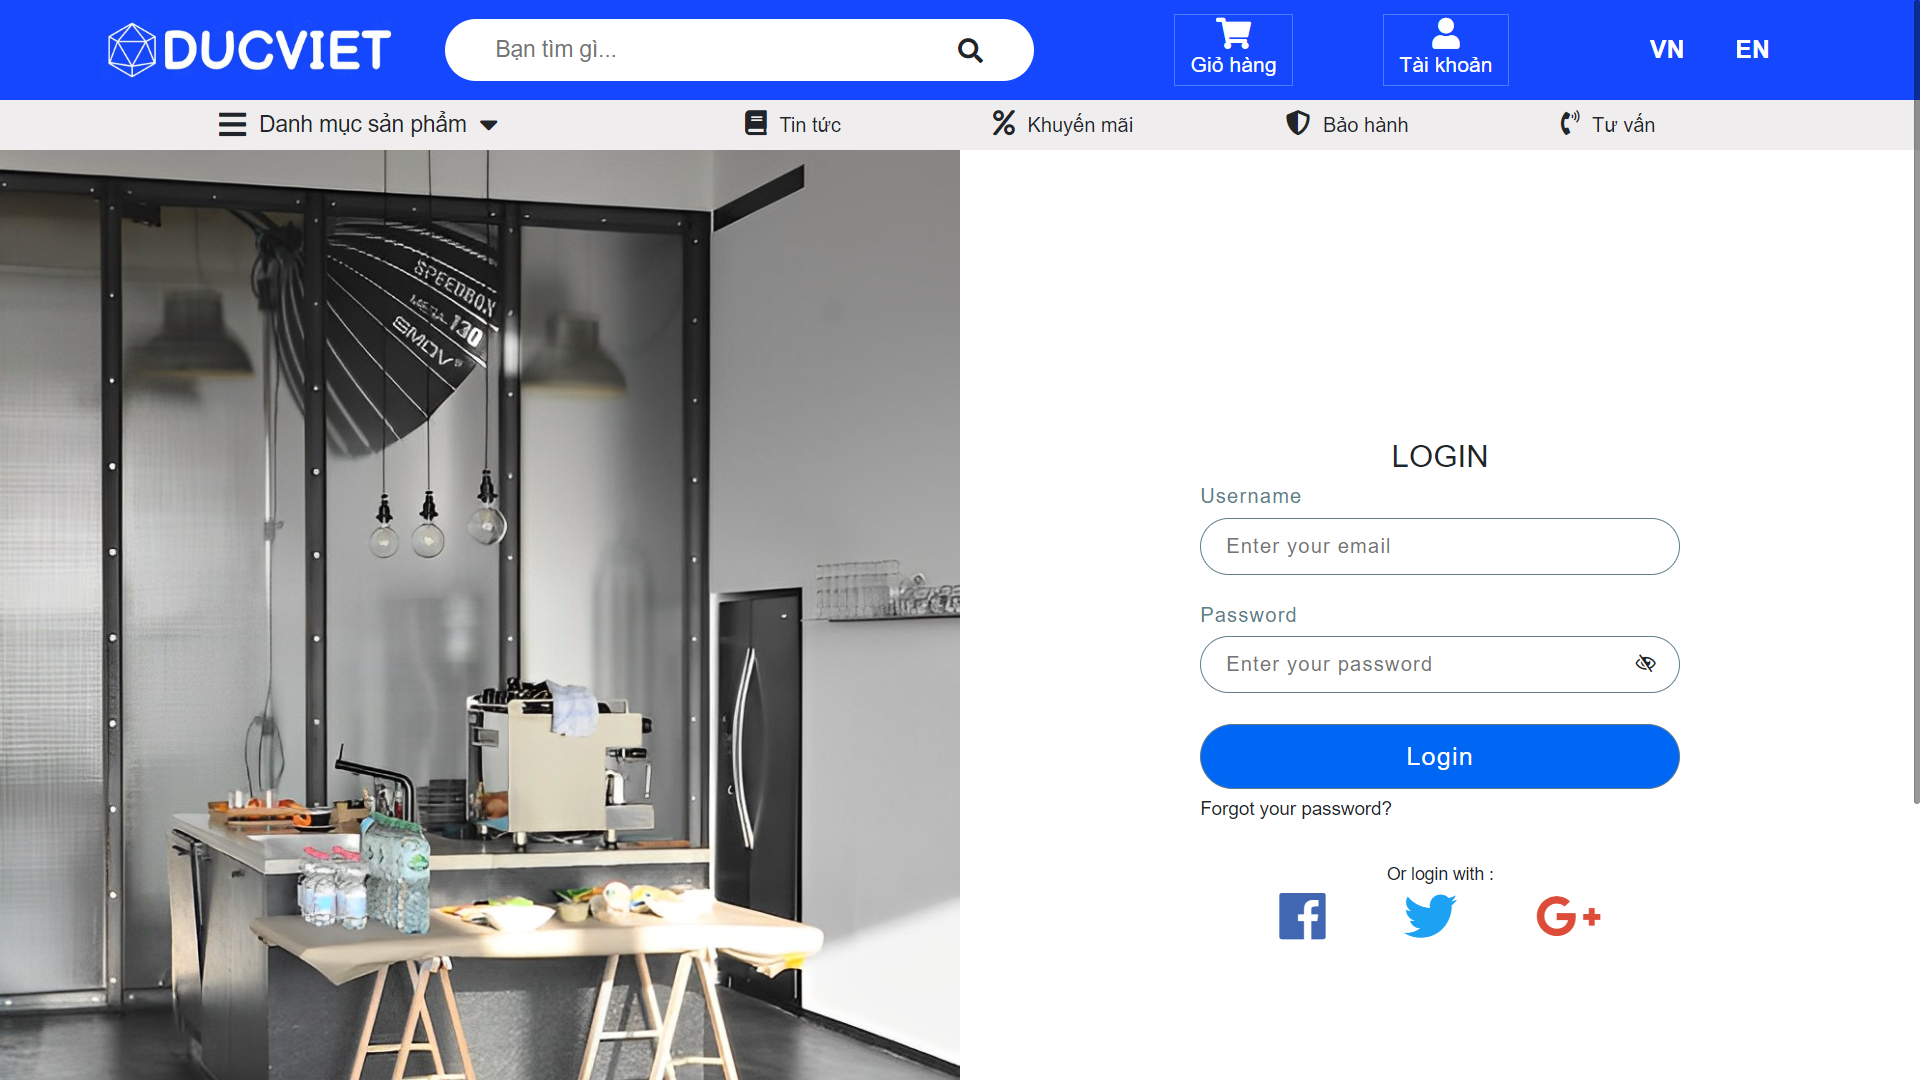 DUCVIET
Bạn tìm gì...
Giỏ hàng
Tài khoản
VN
EN
Danh mục sản phẩm
Tin tức
Khuyến mãi
Bảo hành
Tư vấn
SPEEDBOX
MEGA 130
SMDV
LOGIN
Username
Enter your email
Password
Enter your password
Login
Forgot your password?
Or login with :
G+